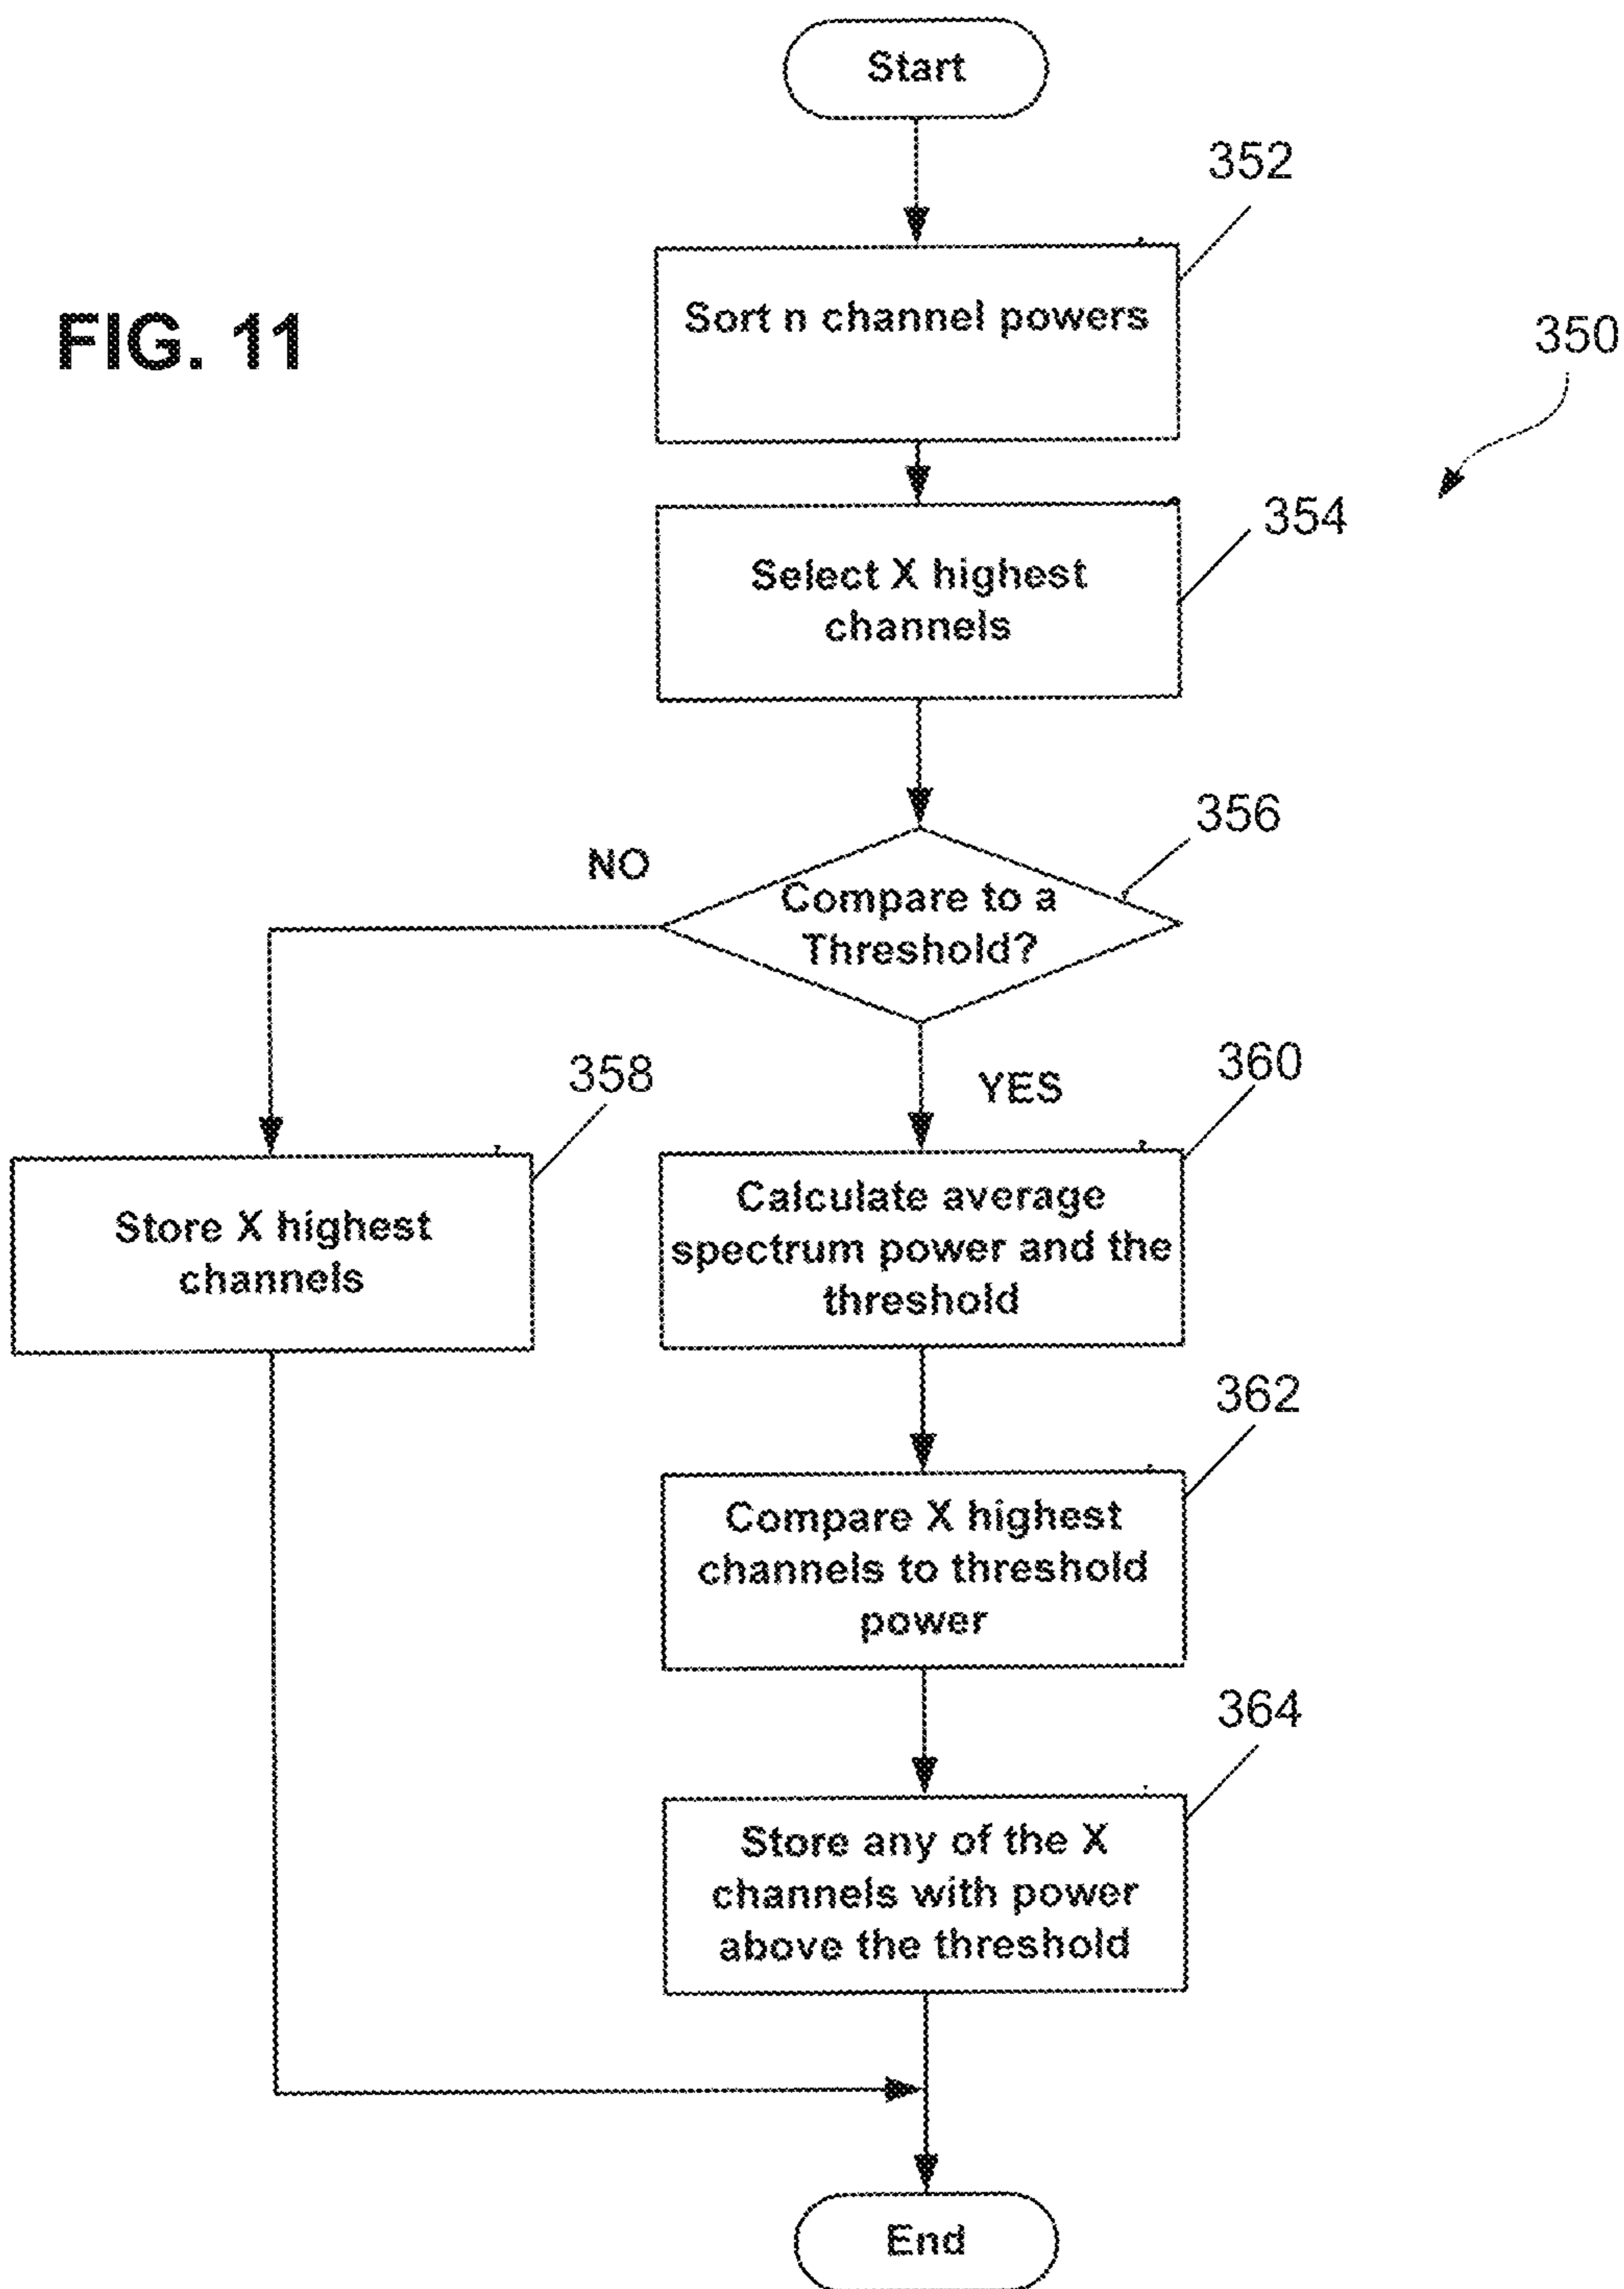 Start
352
Sort n channel powers
FIG. 11
350
354
Select X highest
channels
356
NO
Compare to a
Threshold?
358
360
YES
Store X highest
channels
Calculate average
spectrum power and the
threshold
362
Compare X highest
channels to threshold
power
364
Store any of the X
channels with power
above the threshold
End